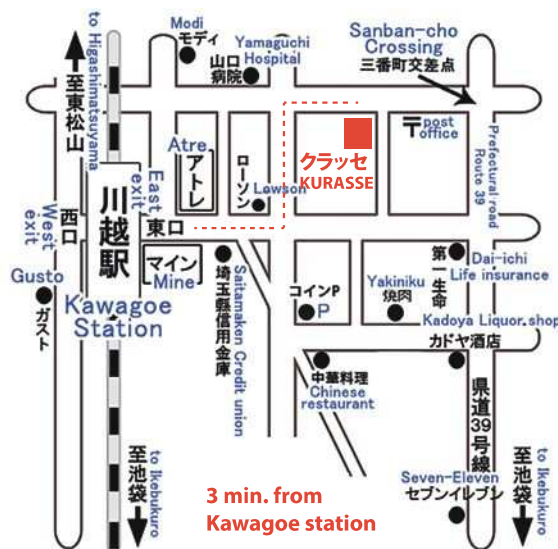 Modi
モディ
Yamaguchi
Hospital
山口
病院
Sanban-cho
Crossing
三番町交差点
to Higashimatsuyama
至東松山
〒post
office
Prefectural road
Route 39
クラッセ
KURASSE
Atre
アトレ
ローソン
Lawson
East
exit
東口
West
exit
西口
川越駅
Kawagoe
Station
マイン
Mine
Gusto
ガスト
埼玉縣信用金庫
Saitamaken Credit union
コインP
P
Yakiniku
焼肉
第一生命
Dai-ichi
Life insurance
Kadoya Liquor.shop
カドヤ酒店
中華料理
Chinese
restaurant
県道39号線
Seven-Eleven
セブンイレブン
至池袋
to Ikebukuro
3 min. from
Kawagoe station
至池袋
to Ikebukuro